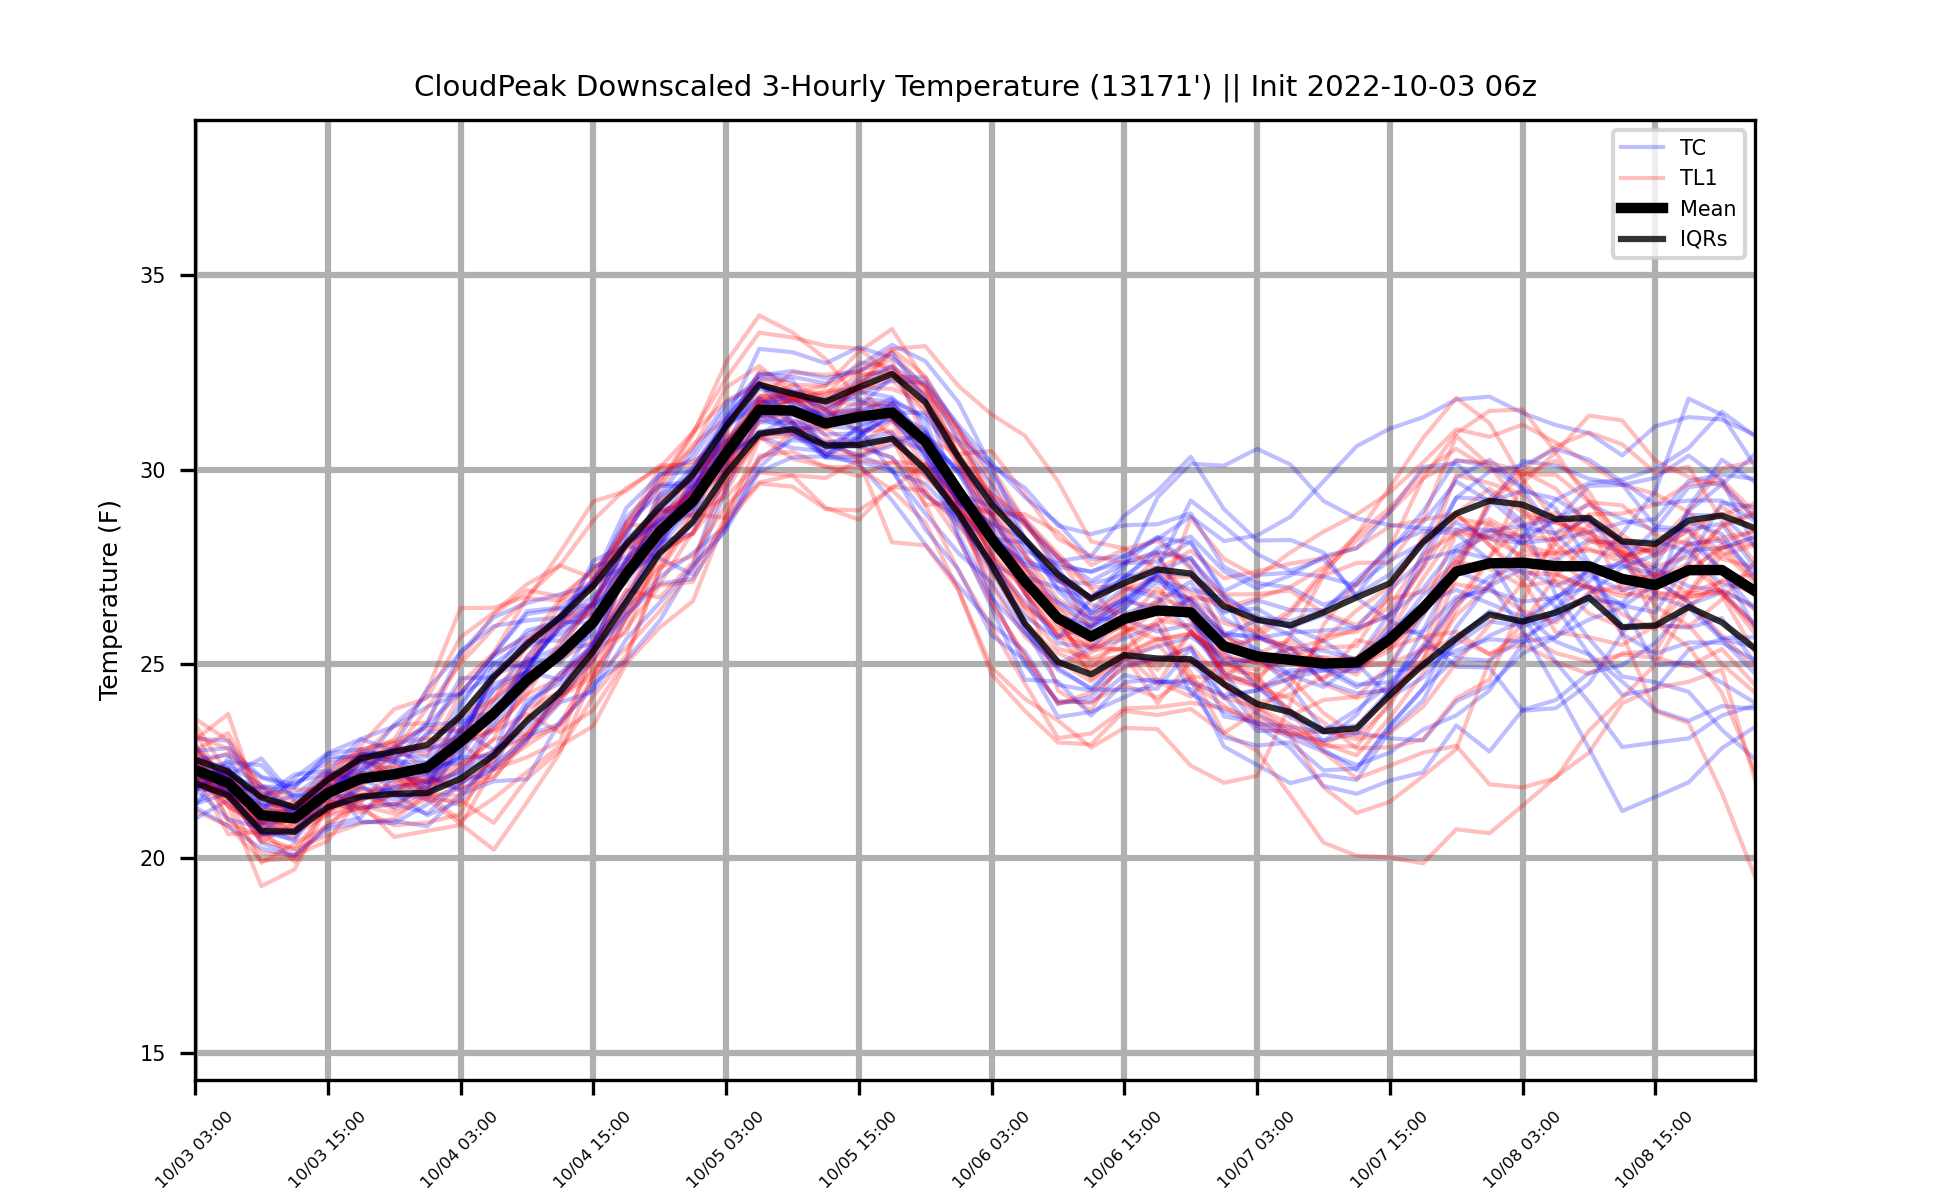 CloudPeak Downscaled 3-Hourly Temperature (13171') || Init 2022-10-03 06z
TC
TL1
Mean
IQRs
Temperature (F)
35
30
25
20
15
10/03 03:00
10/03 15:00
10/04 03:00
10/04 15:00
10/05 03:00
10/05 15:00
10/06 03:00
10/06 15:00
10/07 03:00
10/07 15:00
10/08 03:00
10/08 15:00